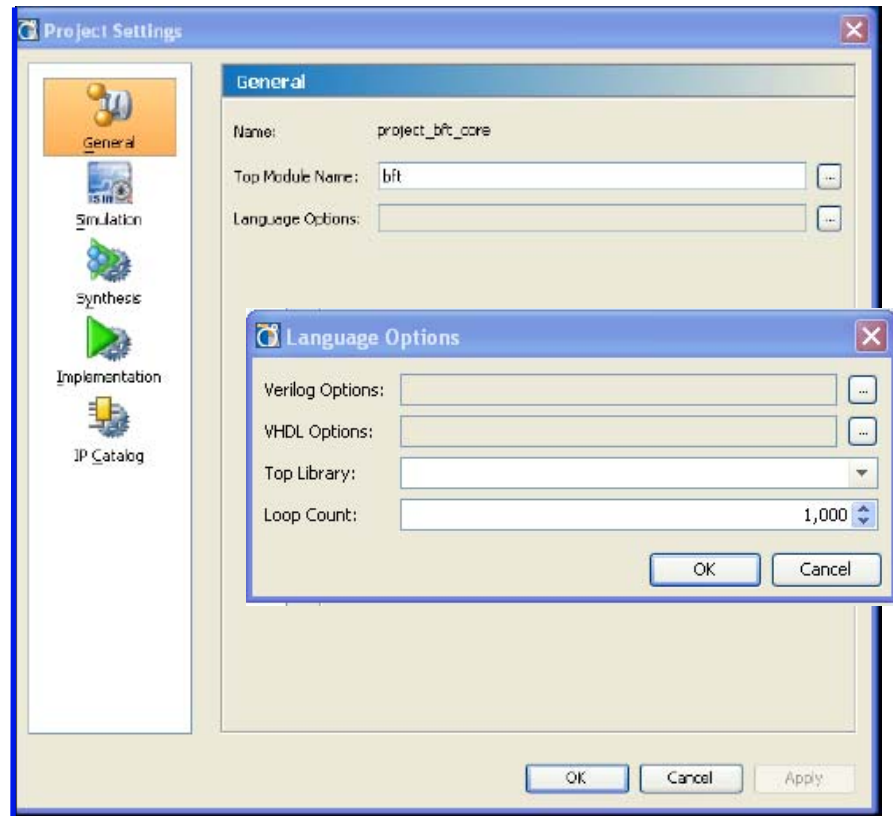 Project Settings
General
Simulation
Synthesis
Implementation
IP Catalog
General
Name: project_bft_core
Top Module Name: bft ...
Language Options: ...
Language Options
Verilog Options: ...
VHDL Options: ...
Top Library:
Loop Count: 1,000
OK Cancel
OK Cancel Apply